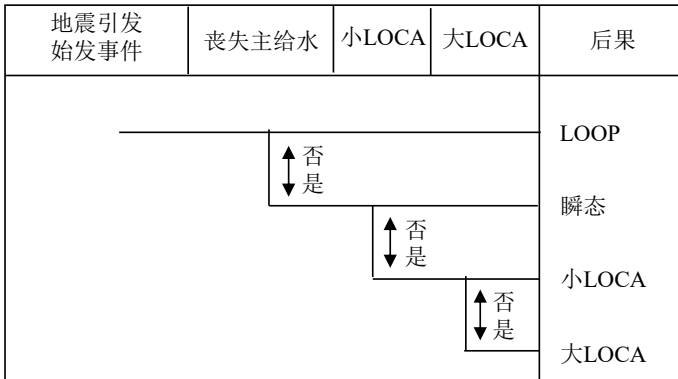 地震引发
始发事件
丧失主给水
小LOCA
大LOCA
后果
LOOP
否
是
瞬态
否
是
小LOCA
否
是
大LOCA